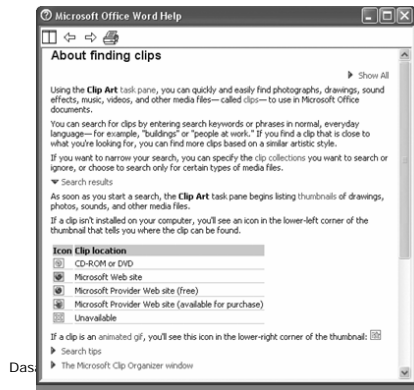 Microsoft Office Word Help
About finding clips
Show All
Using the Clip Art task pane, you can quickly and easily find photographs, drawings, sound
effects, music, videos, and other media files— called clips— to use in Microsoft Office
documents.
You can search for clips by entering search keywords or phrases in normal, everyday
language— for example, "buildings" or "people at work." If you find a clip that is close to
what you're looking for, you can find more clips based on a similar artistic style.
If you want to narrow your search, you can specify the clip collections you want to search or
ignore, or choose to search only for certain types of media files.
Search results
As soon as you start a search, the Clip Art task pane begins listing thumbnails of drawings,
photos, sounds, and other media files.
If a clip isn't installed on your computer, you'll see an icon in the lower-left corner of the
thumbnail that tells you where the clip can be found.
Icon Clip location
CD-ROM or DVD
Microsoft Web site
Microsoft Provider Web site (free)
Microsoft Provider Web site (available for purchase)
Unavailable
If a clip is an animated gif, you'll see this icon in the lower-right corner of the thumbnail:
Search tips
The Microsoft Clip Organizer window